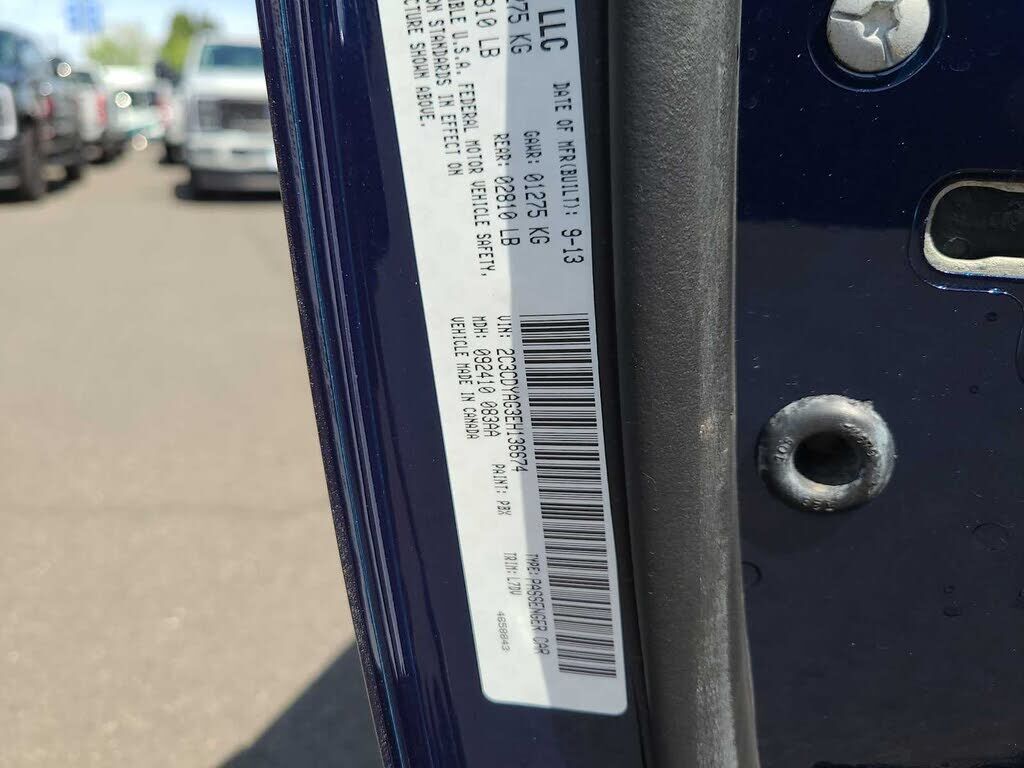 LLC
DATE OF MFR(BUILT): 9-13
275 KG
GAWR: 01275 KG
810 LB
REAR: 02810 LB
BLE U.S.A. FEDERAL MOTOR VEHICLE SAFETY,
ON STANDARDS IN EFFECT ON
CTURE SHOWN ABOVE.
VIN: 2C3CDYAG3EH136674
TYPE:PASSENGER CAR
MDH: 092410 083AA
PAINT: PBX
TRIM: L7DV
VEHICLE MADE IN CANADA
4658843